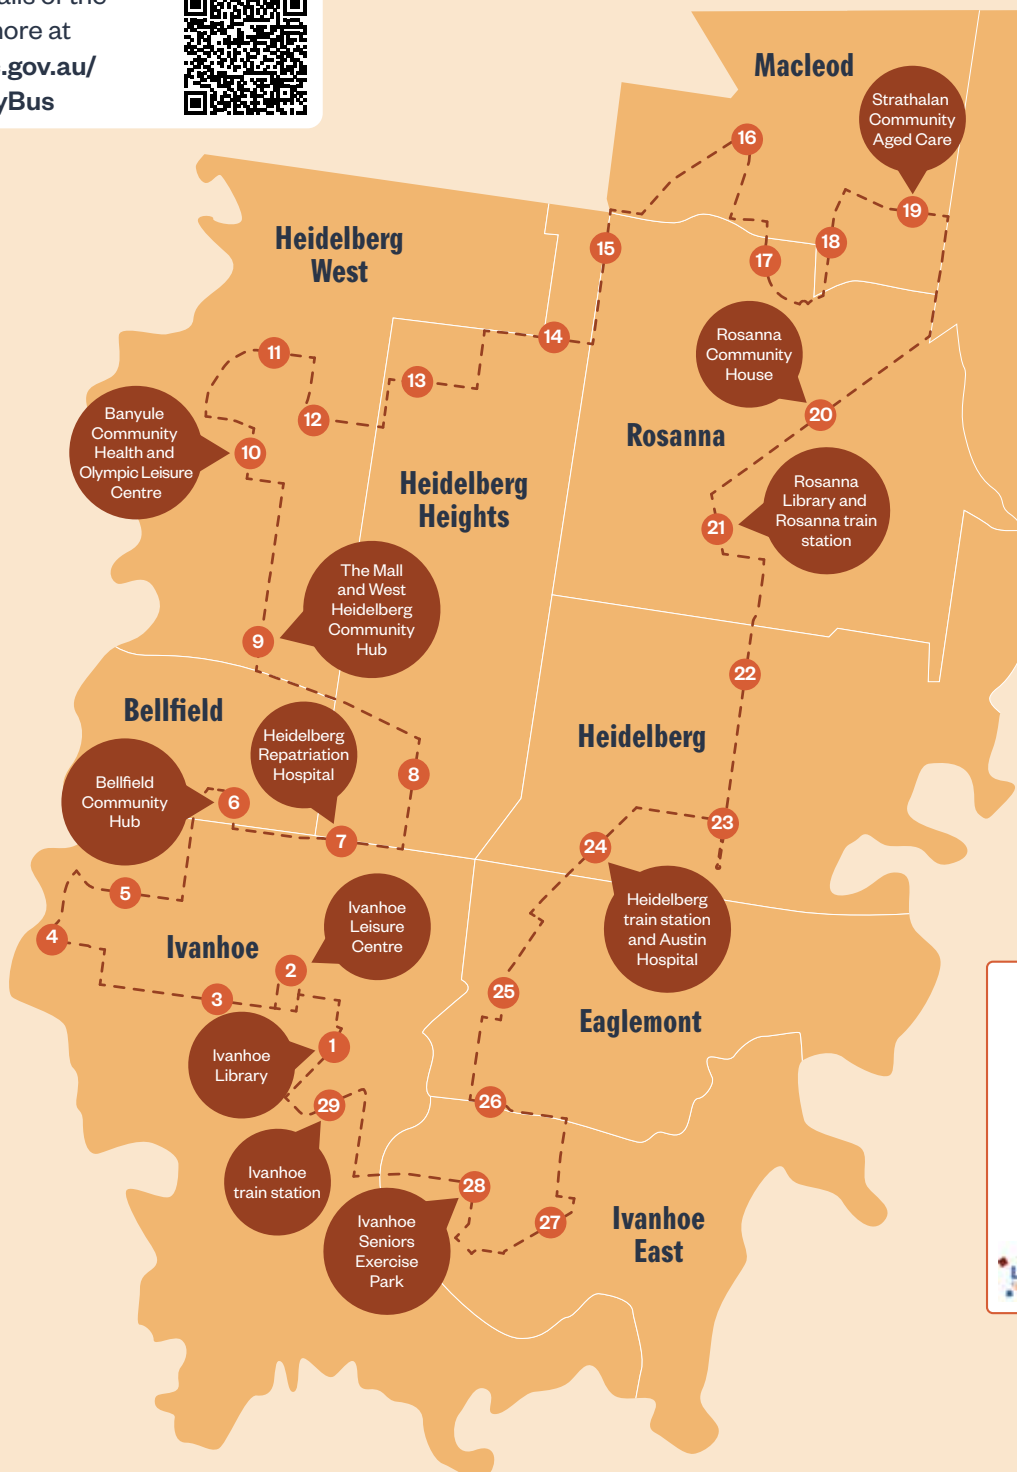 ails of the
more at
.gov.au/
yBus
Macleod
Strathalan
Community
Aged Care
16
19
18
15
17
Heidelberg
West
14
11
13
12
Rosanna
Community
House
20
Banyule
Community
Health and
Olympic Leisure
Centre
10
Rosanna
Heidelberg
Heights
Rosanna
Library and
Rosanna train
station
21
The Mall
and West
Heidelberg
Community
Hub
9
22
Bellfield
Heidelberg
Heidelberg
Repatriation
Hospital
8
Bellfield
Community
Hub
6
7
23
24
5
Ivanhoe
Leisure
Centre
Heidelberg
train station
and Austin
Hospital
4
Ivanhoe
2
3
25
Eaglemont
1
Ivanhoe
Library
29
26
Ivanhoe
train station
28
Ivanhoe
Seniors
Exercise
Park
27
Ivanhoe
East